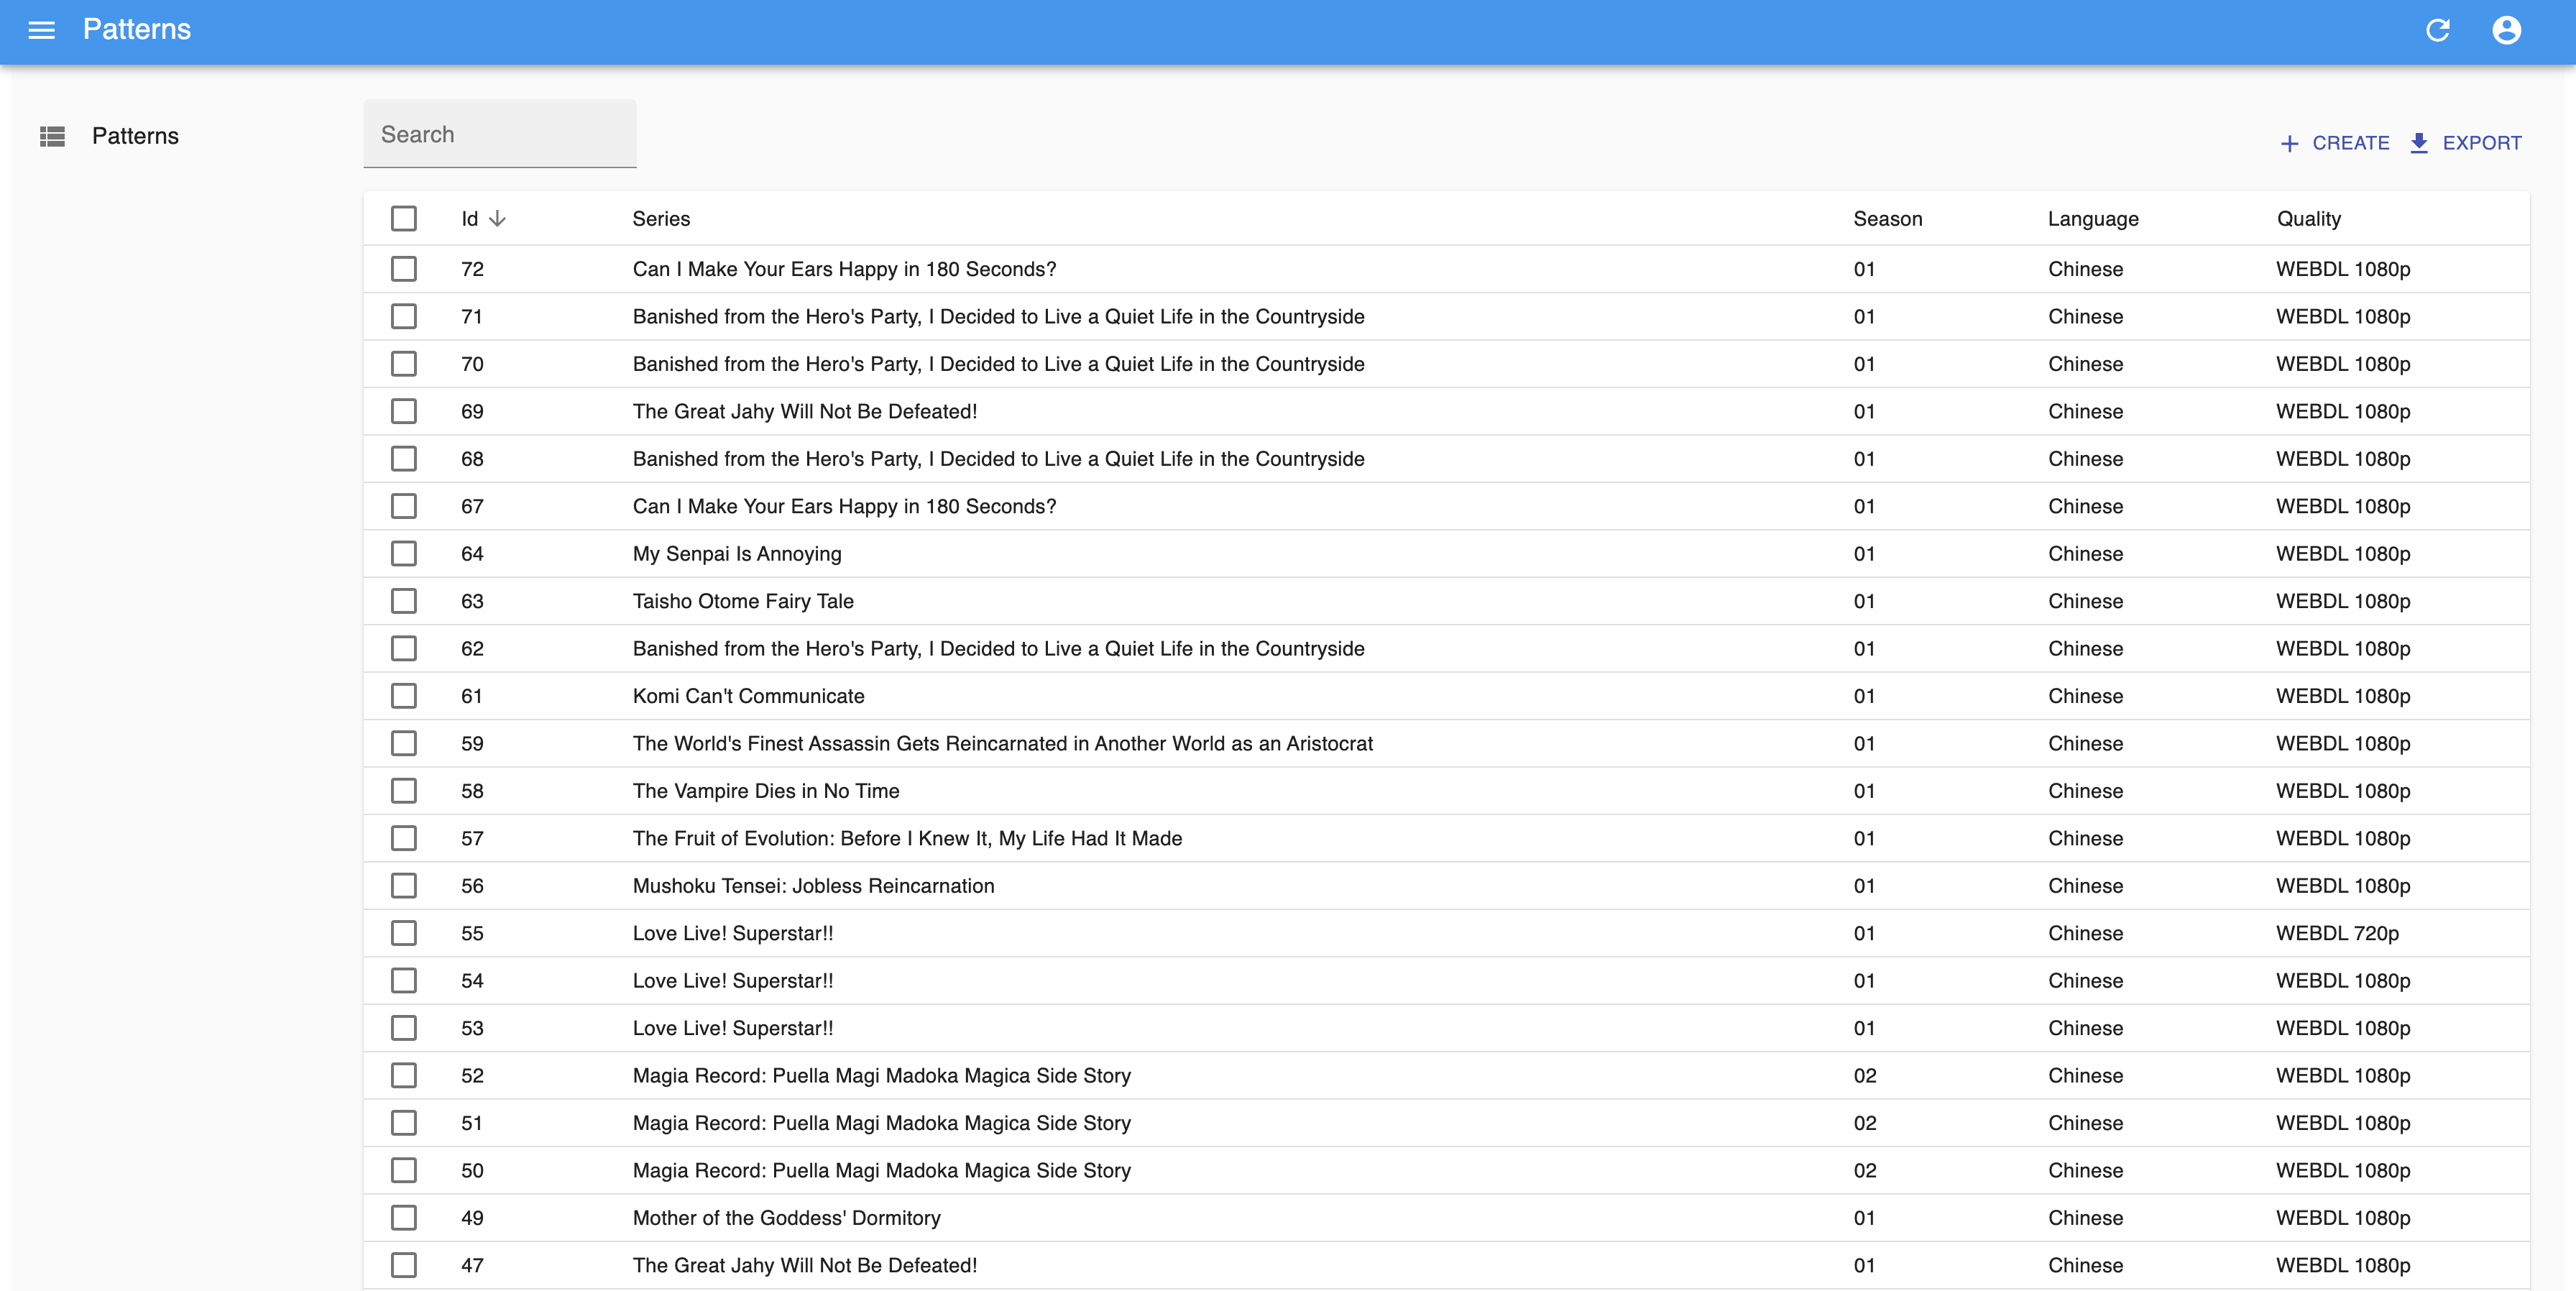 Patterns
Patterns
Search
CREATE EXPORT
Id Series Season Language Quality
72 Can I Make Your Ears Happy in 180 Seconds? 01 Chinese WEBDL 1080p
71 Banished from the Hero's Party, I Decided to Live a Quiet Life in the Countryside 01 Chinese WEBDL 1080p
70 Banished from the Hero's Party, I Decided to Live a Quiet Life in the Countryside 01 Chinese WEBDL 1080p
69 The Great Jahy Will Not Be Defeated! 01 Chinese WEBDL 1080p
68 Banished from the Hero's Party, I Decided to Live a Quiet Life in the Countryside 01 Chinese WEBDL 1080p
67 Can I Make Your Ears Happy in 180 Seconds? 01 Chinese WEBDL 1080p
64 My Senpai Is Annoying 01 Chinese WEBDL 1080p
63 Taisho Otome Fairy Tale 01 Chinese WEBDL 1080p
62 Banished from the Hero's Party, I Decided to Live a Quiet Life in the Countryside 01 Chinese WEBDL 1080p
61 Komi Can't Communicate 01 Chinese WEBDL 1080p
59 The World's Finest Assassin Gets Reincarnated in Another World as an Aristocrat 01 Chinese WEBDL 1080p
58 The Vampire Dies in No Time 01 Chinese WEBDL 1080p
57 The Fruit of Evolution: Before I Knew It, My Life Had It Made 01 Chinese WEBDL 1080p
56 Mushoku Tensei: Jobless Reincarnation 01 Chinese WEBDL 1080p
55 Love Live! Superstar!! 01 Chinese WEBDL 720p
54 Love Live! Superstar!! 01 Chinese WEBDL 1080p
53 Love Live! Superstar!! 01 Chinese WEBDL 1080p
52 Magia Record: Puella Magi Madoka Magica Side Story 02 Chinese WEBDL 1080p
51 Magia Record: Puella Magi Madoka Magica Side Story 02 Chinese WEBDL 1080p
50 Magia Record: Puella Magi Madoka Magica Side Story 02 Chinese WEBDL 1080p
49 Mother of the Goddess' Dormitory 01 Chinese WEBDL 1080p
47 The Great Jahy Will Not Be Defeated! 01 Chinese WEBDL 1080p